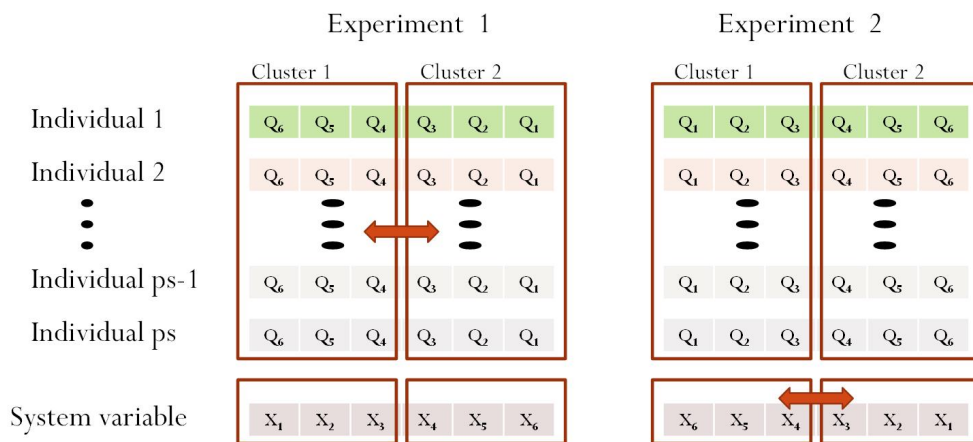 Experiment 1 Experiment 2
Cluster 1 Cluster 2 Cluster 1 Cluster 2
Individual 1 Q₆ Q₅ Q₄ Q₃ Q₂ Q₁ Q₁ Q₂ Q₃ Q₄ Q₅ Q₆
Individual 2 Q₆ Q₅ Q₄ Q₃ Q₂ Q₁ Q₁ Q₂ Q₃ Q₄ Q₅ Q₆
Individual ps-1 Q₆ Q₅ Q₄ Q₃ Q₂ Q₁ Q₁ Q₂ Q₃ Q₄ Q₅ Q₆
Individual ps Q₆ Q₅ Q₄ Q₃ Q₂ Q₁ Q₁ Q₂ Q₃ Q₄ Q₅ Q₆
System variable X₁ X₂ X₃ X₄ X₅ X₆ X₆ X₅ X₄ X₃ X₂ X₁